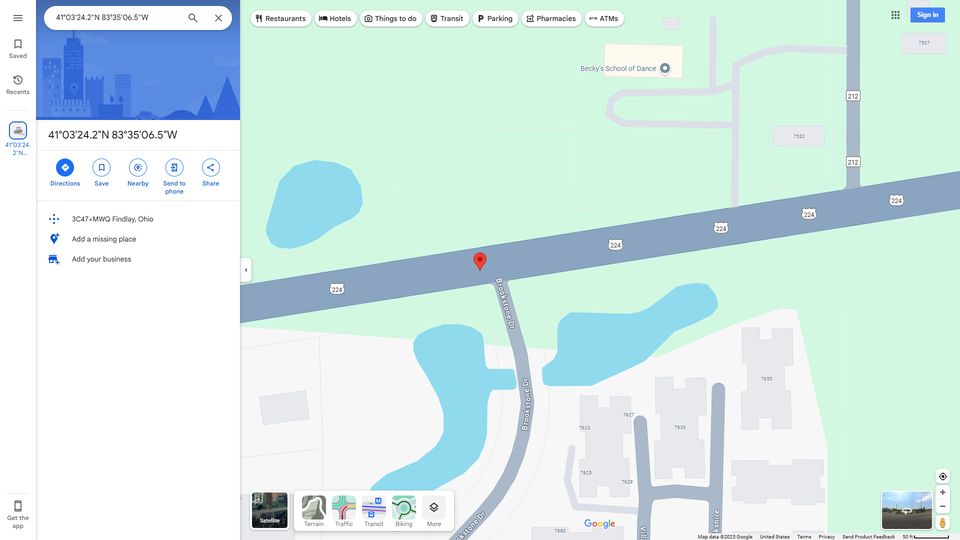 41°03'24.2"N 83°35'06.5"W
Restaurants
Hotels
Things to do
Transit
Parking
Pharmacies
ATMs
Sign in
Saved
Recents
41°03'24.
2"N...
41°03'24.2"N 83°35'06.5"W
Directions
Save
Nearby
Send to
phone
Share
3C47+MWQ Findlay, Ohio
Add a missing place
Add your business
Get the
app
Becky's School of Dance
7507
212
7532
212
224
224
224
224
224
Brookstone Dr
Brookstone Dr
7655
7627
7623
7633
7625
7629
7683
Satellite
Terrain
Traffic
Transit
Biking
More
Google
Map data ©2025 Google
United States
Terms
Privacy
Send Product Feedback
50 ft